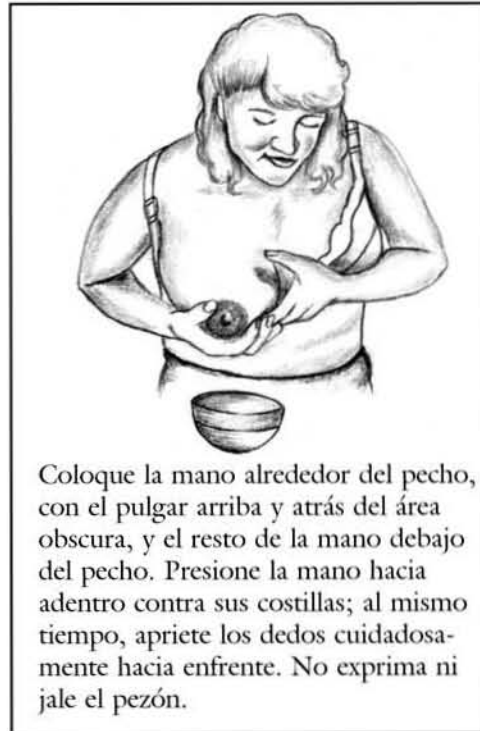 Coloque la mano alrededor del pecho,
con el pulgar arriba y atrás del área
obscura, y el resto de la mano debajo
del pecho. Presione la mano hacia
adentro contra sus costillas; al mismo
tiempo, apriete los dedos cuidadosa-
mente hacia enfrente. No exprima ni
jale el pezón.